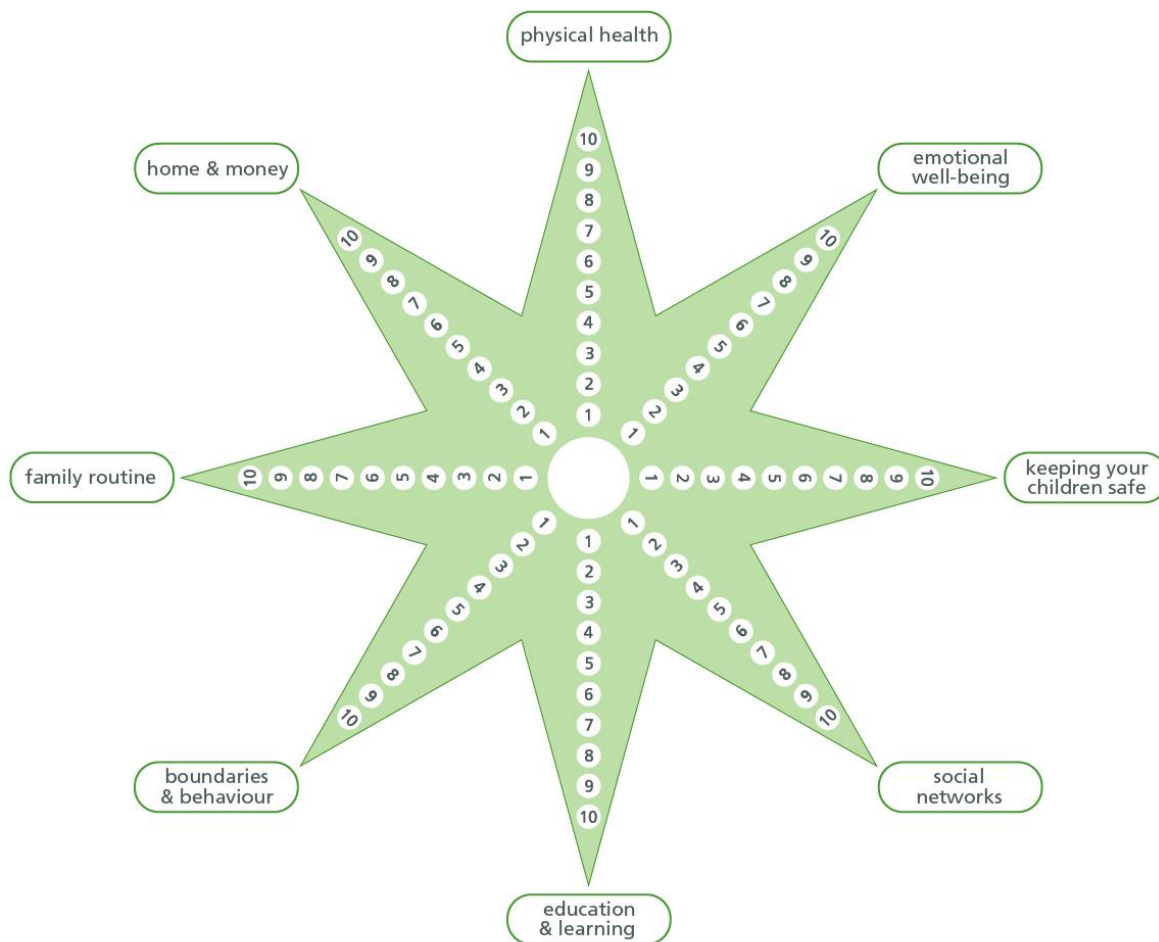 physical health
10
9
8
7
6
5
4
3
2
1
emotional
well-being
10 9 8 7 6 5 4 3 2 1
keeping your
children safe
1 2 3 4 5 6 7 8 9 10
social
networks
1 2 3 4 5 6 7 8 9 10
education
& learning
1
2
3
4
5
6
7
8
9
10
boundaries
& behaviour
1 2 3 4 5 6 7 8 9 10
family routine
10 9 8 7 6 5 4 3 2 1
home & money
10 9 8 7 6 5 4 3 2 1